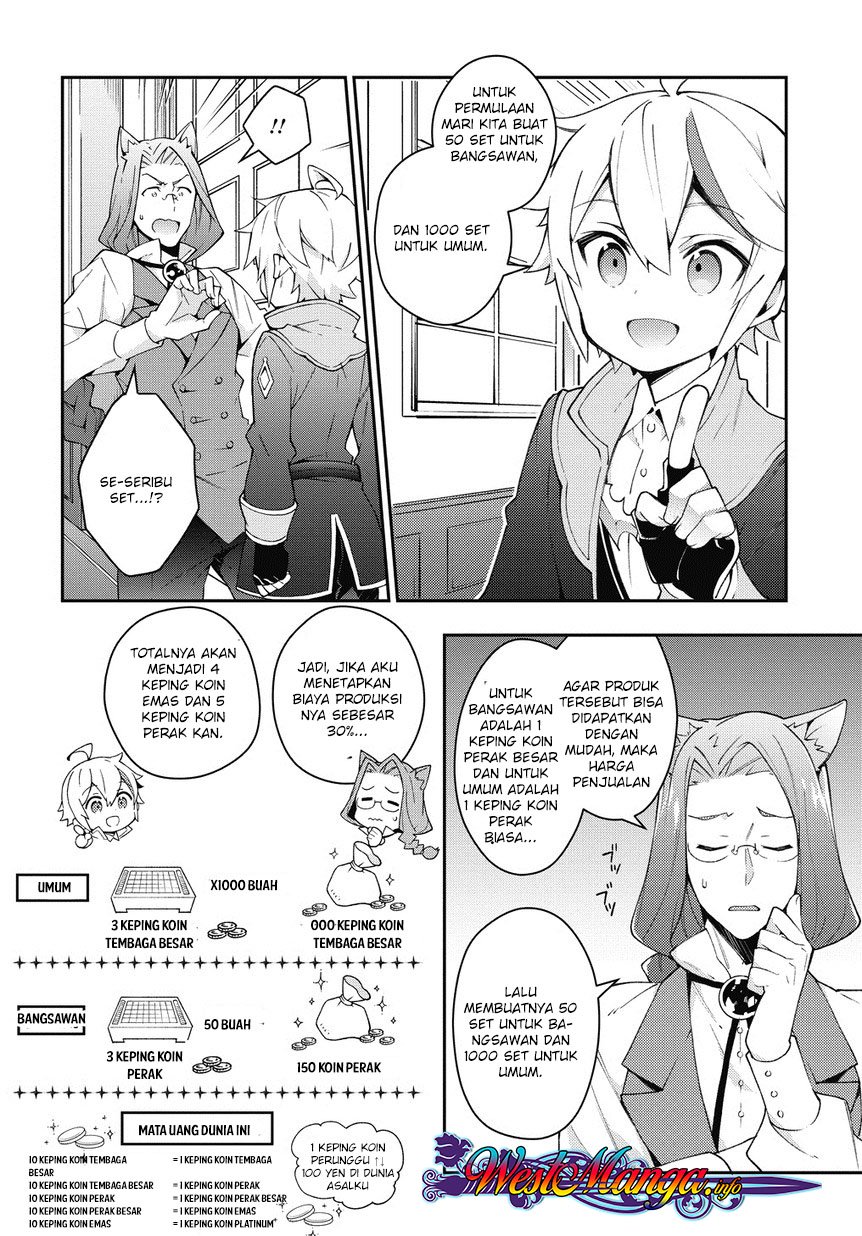 UNTUK
PERMULAAN
MARI KITA BUAT
50 SET UNTUK
BANGSAWAN,
DAN 1000 SET
UNTUK UMUM.
!!
SE-SERIBU
SET...!?
AGAR PRODUK
TERSEBUT BISA
DIDAPATKAN
DENGAN
MUDAH, MAKA
HARGA
PENJUALAN
UNTUK
BANGSAWAN
ADALAH 1
KEPING KOIN
PERAK BESAR
DAN UNTUK
UMUM ADALAH
1 KEPING KOIN
PERAK
BIASA...
LALU
MEMBUATNYA 50
SET UNTUK BA-
NGSAWAN DAN
1000 SET UNTUK
UMUM.
JADI, JIKA AKU
MENETAPKAN
BIAYA PRODUKSI
NYA SEBESAR
30%...
TOTALNYA AKAN
MENJADI 4
KEPING KOIN
EMAS DAN 5
KEPING KOIN
PERAK KAN.
UMUM
X1000 BUAH
3 KEPING KOIN
TEMBAGA BESAR
000 KEPING KOIN
TEMBAGA BESAR
BANGSAWAN
50 BUAH
3 KEPING KOIN
PERAK
150 KOIN PERAK
MATA UANG DUNIA INI
10 KEPING KOIN TEMBAGA = 1 KEPING KOIN TEMBAGA
BESAR
10 KEPING KOIN TEMBAGA BESAR = 1 KEPING KOIN PERAK
10 KEPING KOIN PERAK = 1 KEPING KOIN PERAK BESAR
10 KEPING KOIN PERAK BESAR = 1 KEPING KOIN EMAS
10 KEPING KOIN EMAS = 1 KEPING KOIN PLATINUM
1 KEPING KOIN
PERUNGGU ↑↓
100 YEN DI DUNIA
ASALKU
WestManga.info